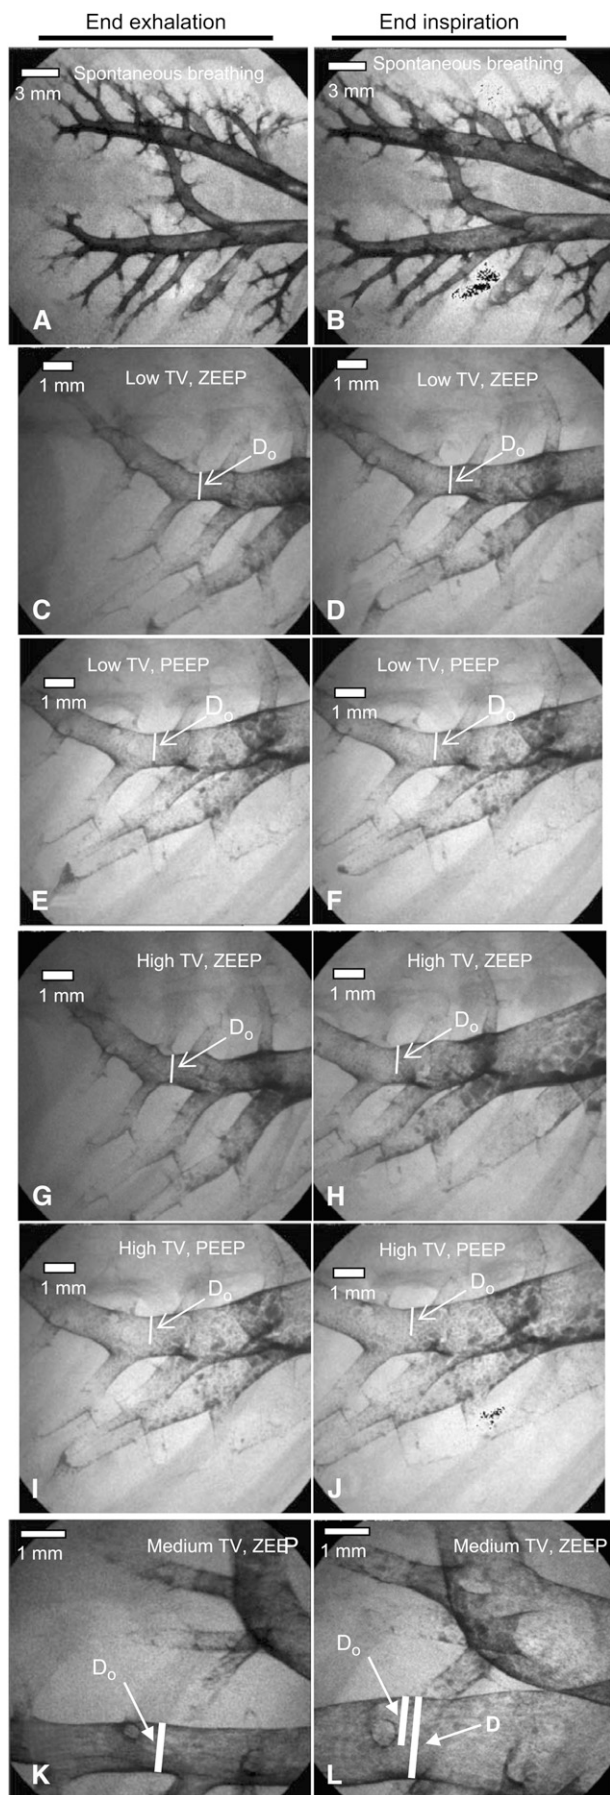 End exhalation
End inspiration
Spontaneous breathing
3 mm
A
Spontaneous breathing
3 mm
B
1 mm
Low TV, ZEEP
Do
C
1 mm
Low TV, ZEEP
Do
D
Low TV, PEEP
1 mm
Do
E
Low TV, PEEP
1 mm
Do
F
High TV, ZEEP
1 mm
Do
G
High TV, ZEEP
1 mm
Do
H
High TV, PEEP
1 mm
Do
I
High TV, PEEP
1 mm
Do
J
1 mm
Medium TV, ZEEP
Do
K
1 mm
Medium TV, ZEEP
Do
D
L